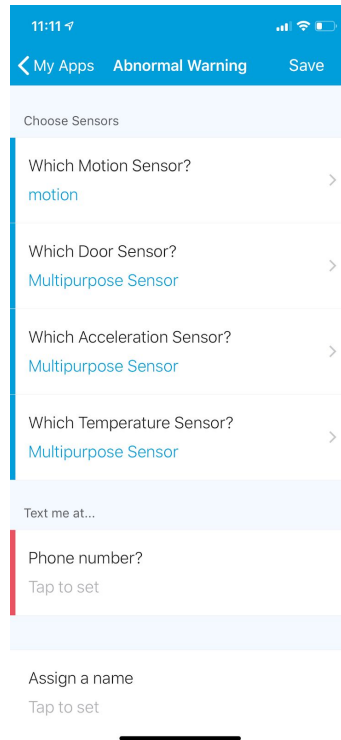 11:11
My Apps Abnormal Warning Save
Choose Sensors
Which Motion Sensor?
motion
Which Door Sensor?
Multipurpose Sensor
Which Acceleration Sensor?
Multipurpose Sensor
Which Temperature Sensor?
Multipurpose Sensor
Text me at...
Phone number?
Tap to set
Assign a name
Tap to set